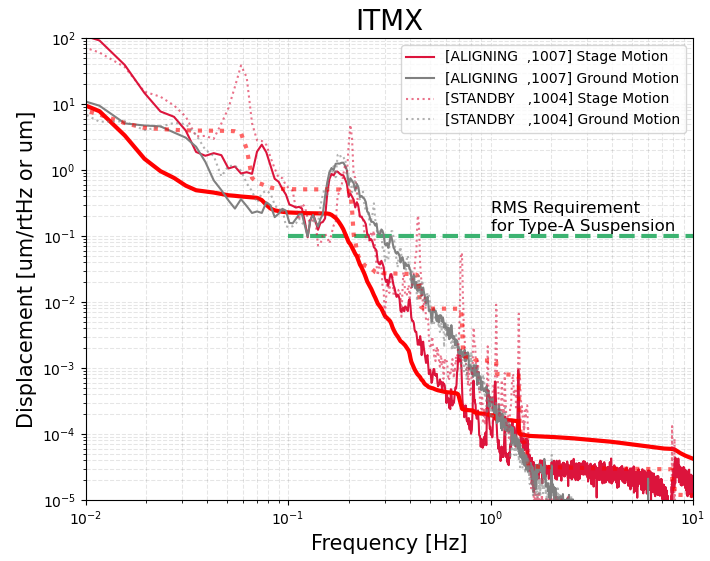 ITMX
Displacement [um/rtHz or um]
10²
10¹
10⁰
10⁻¹
10⁻²
10⁻³
10⁻⁴
10⁻⁵
[ALIGNING ,1007] Stage Motion
[ALIGNING ,1007] Ground Motion
[STANDBY ,1004] Stage Motion
[STANDBY ,1004] Ground Motion
RMS Requirement
for Type-A Suspension
10⁻² 10⁻¹ 10⁰ 10¹
Frequency [Hz]